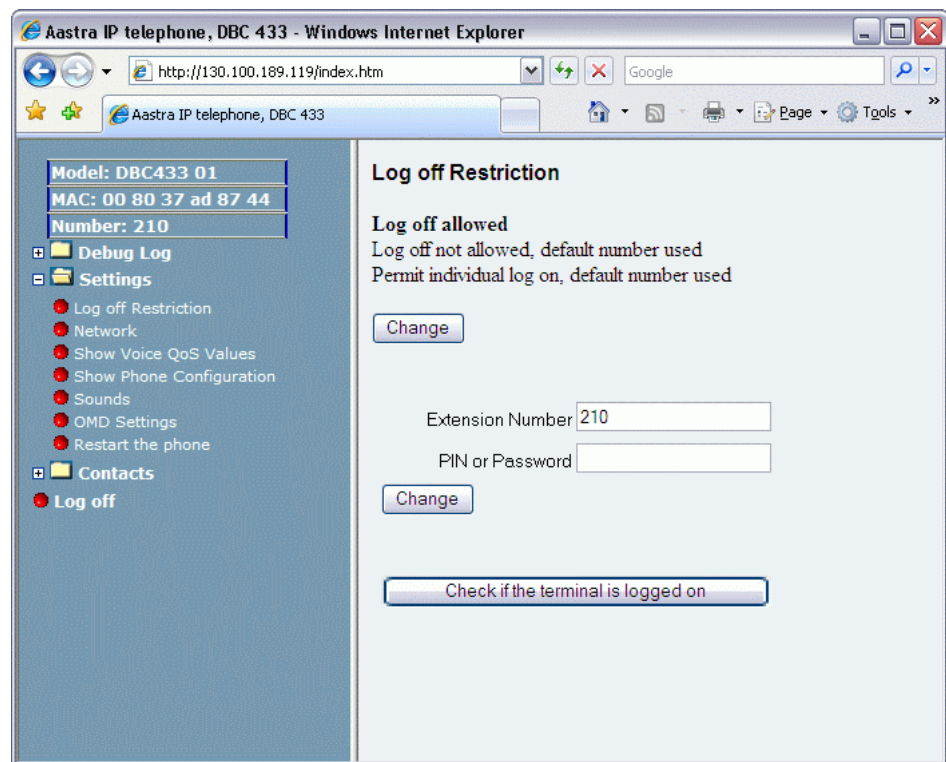 Aastra IP telephone, DBC 433 - Windows Internet Explorer
http://130.100.189.119/index.htm
Google
Aastra IP telephone, DBC 433
Page
Tools
»
Model: DBC433 01
MAC: 00 80 37 ad 87 44
Number: 210
Debug Log
Settings
Log off Restriction
Network
Show Voice QoS Values
Show Phone Configuration
Sounds
OMD Settings
Restart the phone
Contacts
Log off
Log off Restriction
Log off allowed
Log off not allowed, default number used
Permit individual log on, default number used
Change
Extension Number 210
PIN or Password
Change
Check if the terminal is logged on